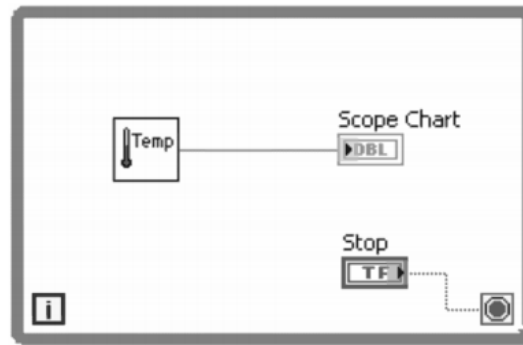 Temp
Scope Chart
DBL
Stop
TF
i